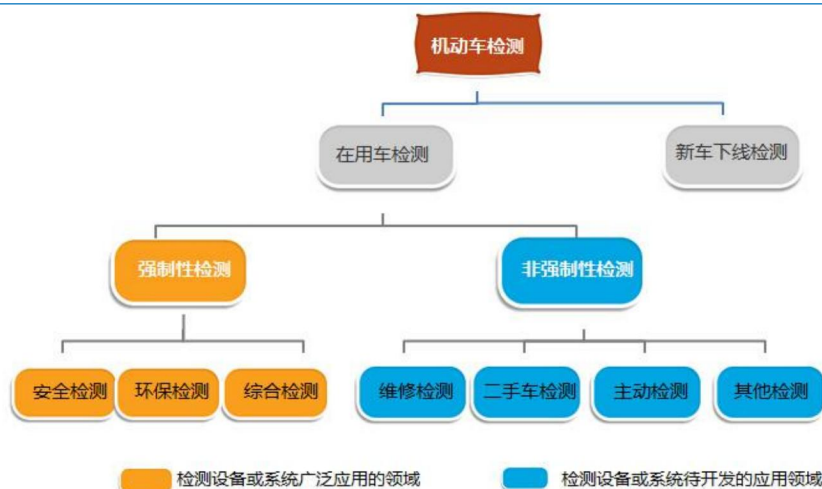 机动车检测
在用车检测
新车下线检测
强制性检测
非强制性检测
安全检测
环保检测
综合检测
维修检测
二手车检测
主动检测
其他检测
检测设备或系统广泛应用的领域
检测设备或系统待开发的应用领域